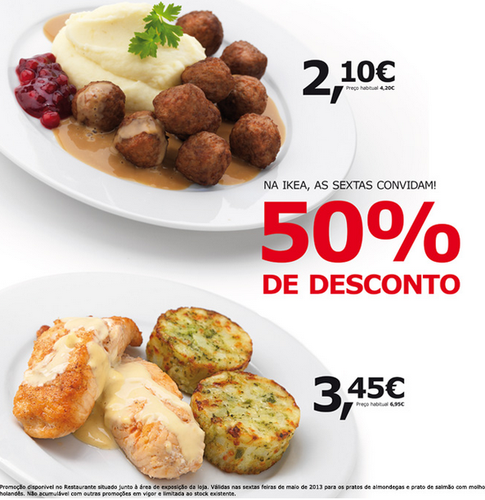 2,10€
Preço habitual 4,20€
NA IKEA, AS SEXTAS CONVIDAM!
50%
DE DESCONTO
3,45€
Preço habitual 6,95€
Promoção disponível no Restaurante situado junto à área de exposição da loja. Válidas nas sextas feiras de maio de 2013 para os pratos de almondegas e prato de salmão com molho
holandês. Não acumulável com outras promoções em vigor e limitada ao stock existente.